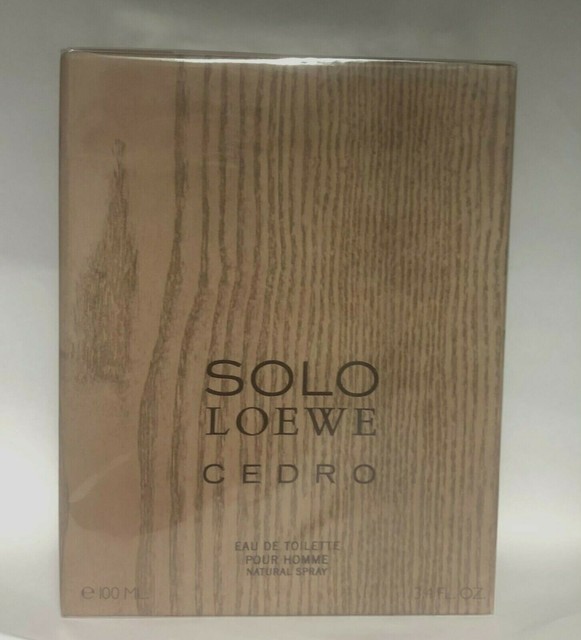 SOLO
LOEWE
CEDRO
EAU DE TOILETTE
POUR HOMME
NATURAL SPRAY
℮ 100 ML 3.4 FL. OZ